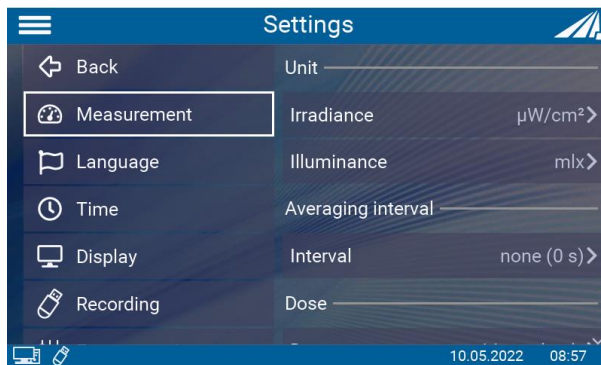 Settings
Back
Measurement
Language
Time
Display
Recording
Unit
Irradiance µW/cm²
Illuminance mlx
Averaging interval
Interval none (0 s)
Dose
10.05.2022 08:57